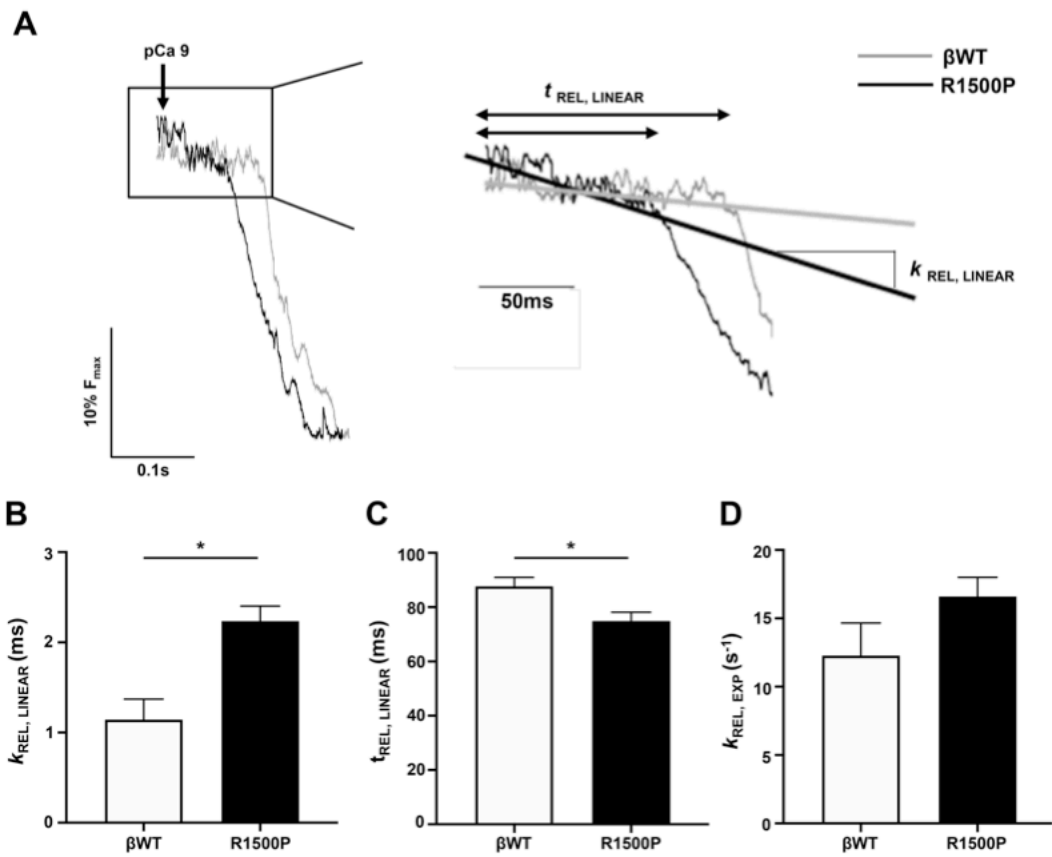 A
pCa 9
βWT
R1500P
t REL, LINEAR
k REL, LINEAR
50ms
10% Fmax
0.1s
B
C
D
3
2
1
0
kREL, LINEAR (ms)
*
βWT
R1500P
100
80
60
40
20
0
tREL, LINEAR (ms)
*
βWT
R1500P
20
15
10
5
0
kREL, EXP (s-1)
βWT
R1500P